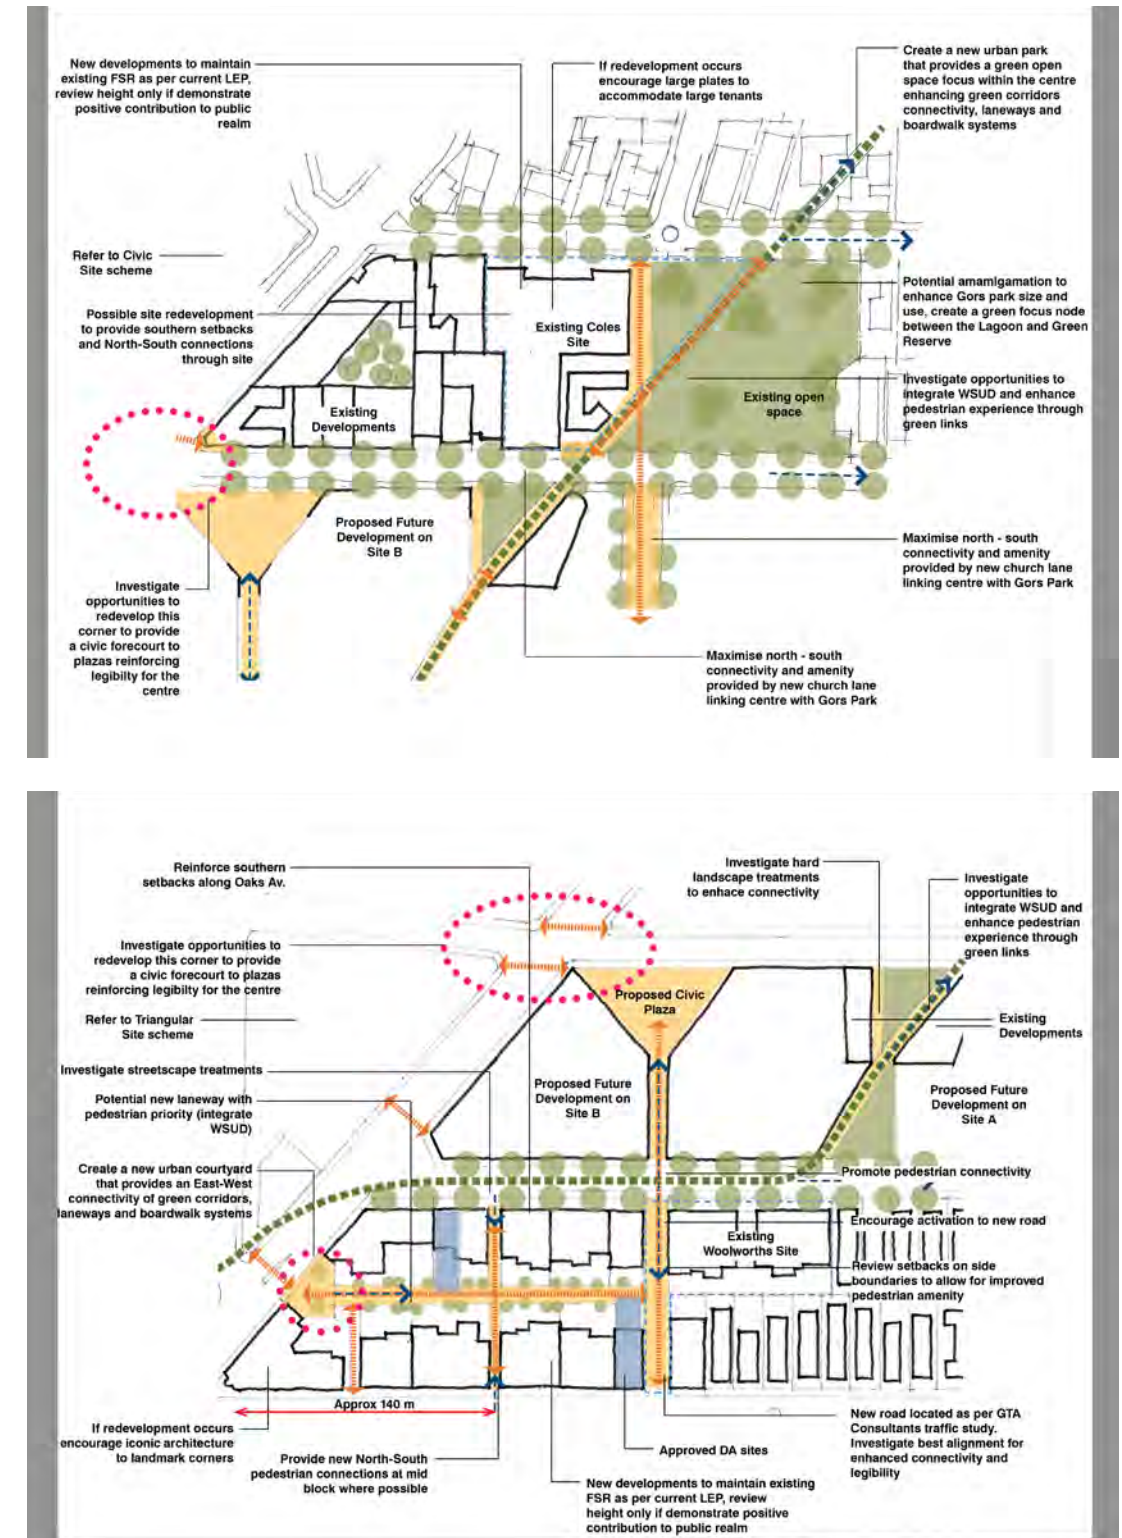 New developments to maintain
existing FSR as per current LEP,
review height only if demonstrate
positive contribution to public
realm
If redevelopment occurs
encourage large plates to
accommodate large tenants
Create a new urban park
that provides a green open
space focus within the centre
enhancing green corridors
connectivity, laneways and
boardwalk systems
Refer to Civic
Site scheme
Possible site redevelopment
to provide southern setbacks
and North-South connections
through site
Existing Coles
Site
Potential amamlgamation to
enhance Gors park size and
use, create a green focus node
between the Lagoon and Green
Reserve
Existing
Developments
Existing open
space
Investigate opportunities to
integrate WSUD and enhance
pedestrian experience through
green links
Proposed Future
Development on
Site B
Maximise north - south
connectivity and amenity
provided by new church lane
linking centre with Gors Park
Investigate
opportunities to
redevelop this
corner to provide
a civic forecourt to
plazas reinforcing
legibilty for the
centre
Maximise north - south
connectivity and amenity
provided by new church lane
linking centre with Gors Park
Reinforce southern
setbacks along Oaks Av.
Investigate hard
landscape treatments
to enhace connectivity
Investigate
opportunities to
integrate WSUD and
enhance pedestrian
experience through
green links
Investigate opportunities to
redevelop this corner to provide
a civic forecourt to plazas
reinforcing legibilty for the centre
Proposed Civic
Plaza
Refer to Triangular
Site scheme
Existing
Developments
Investigate streetscape treatments
Proposed Future
Development on
Site B
Proposed Future
Development on
Site A
Potential new laneway with
pedestrian priority (integrate
WSUD)
Create a new urban courtyard
that provides an East-West
connectivity of green corridors,
laneways and boardwalk systems
Promote pedestrian connectivity
Encourage activation to new road
Existing
Woolworths Site
Review setbacks on side
boundaries to allow for improved
pedestrian amenity
Approx 140 m
If redevelopment occurs
encourage iconic architecture
to landmark corners
Provide new North-South
pedestrian connections at mid
block where possible
Approved DA sites
New road located as per GTA
Consultants traffic study.
Investigate best alignment for
enhanced connectivity and
legibility
New developments to maintain existing
FSR as per current LEP, review
height only if demonstrate positive
contribution to public realm